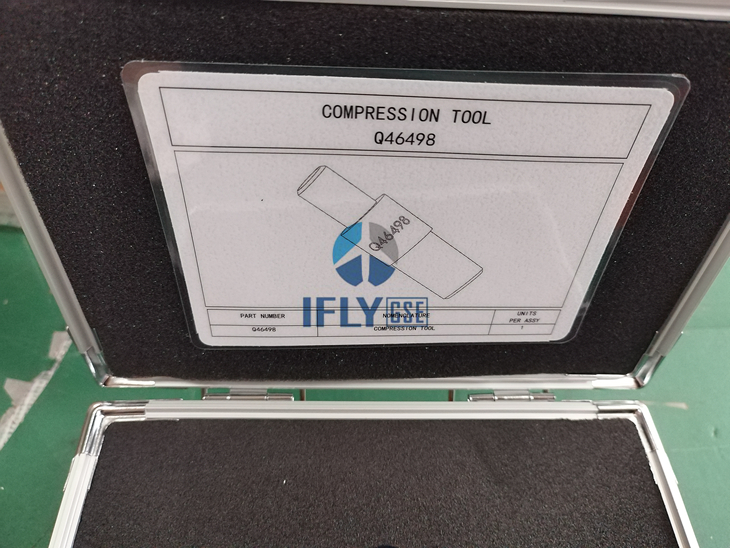 COMPRESSION TOOL
Q46498
Q46498
IFLY GSE
PART NUMBER NOMENCLATURE UNITS PER ASSY
Q46498 COMPRESSION TOOL 1